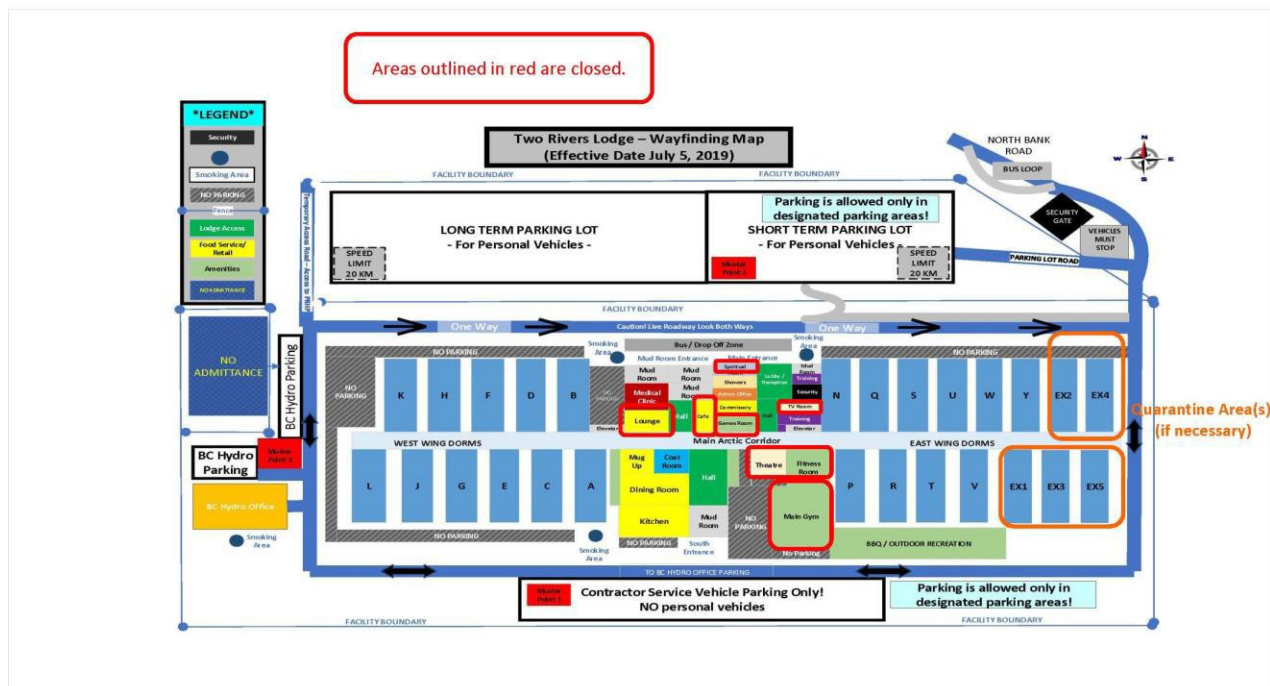 Areas outlined in red are closed.
*LEGEND*
Security
Smoking Area
NO PARKING
Fence
Lodge Access
Food Service/
Retail
Amenities
NO ADMITTANCE
Two Rivers Lodge – Wayfinding Map
(Effective Date July 5, 2019)
NORTH BANK
ROAD
BUS LOOP
N
W
E
S
SECURITY
GATE
VEHICLES
MUST
STOP
PARKING LOT ROAD
FACILITY BOUNDARY
FACILITY BOUNDARY
LONG TERM PARKING LOT
- For Personal Vehicles -
SPEED
LIMIT
20 KM
Parking is allowed only in
designated parking areas!
SHORT TERM PARKING LOT
- For Personal Vehicles -
Muster
Point 2
SPEED
LIMIT
20 KM
FACILITY BOUNDARY
One Way
Caution! Live Roadway Look Both Ways
One Way
NO
ADMITTANCE
BC Hydro Parking
BC Hydro
Parking
Muster
BC Hydro Office
Smoking
Area
NO PARKING
NO
PARKING
Smoking
Area
Bus / Drop Off Zone
Mud Room Entrance
Main Entrance
Smoking
Area
NO PARKING
K
H
F
D
B
Mud
Room
Mud
Room
Medical
Clinic
Mud
Room
Lounge
Hall
Cafe
Spiritual
Showers
Admin Office
Commissary
Games Room
Lobby /
Reception
Hall
Mud
Room
Training
Security
TV Room
Training
Elevator
Elevator
N
Q
S
U
W
Y
EX2
EX4
Quarantine Area(s)
(if necessary)
WEST WING DORMS
Main Arctic Corridor
EAST WING DORMS
L
J
G
E
C
A
Mug
Up
Coat
Room
Hall
Dining Room
Kitchen
Mud
Room
Theatre
Fitness
Room
NO
PARKING
Main Gym
No Parking
P
R
T
V
EX1
EX3
EX5
BBQ / OUTDOOR RECREATION
NO PARKING
Smoking
Area
NO PARKING
South
Entrance
TO BC HYDRO OFFICE PARKING
Muster
Point 1
Contractor Service Vehicle Parking Only!
NO personal vehicles
Parking is allowed only in
designated parking areas!
FACILITY BOUNDARY
FACILITY BOUNDARY